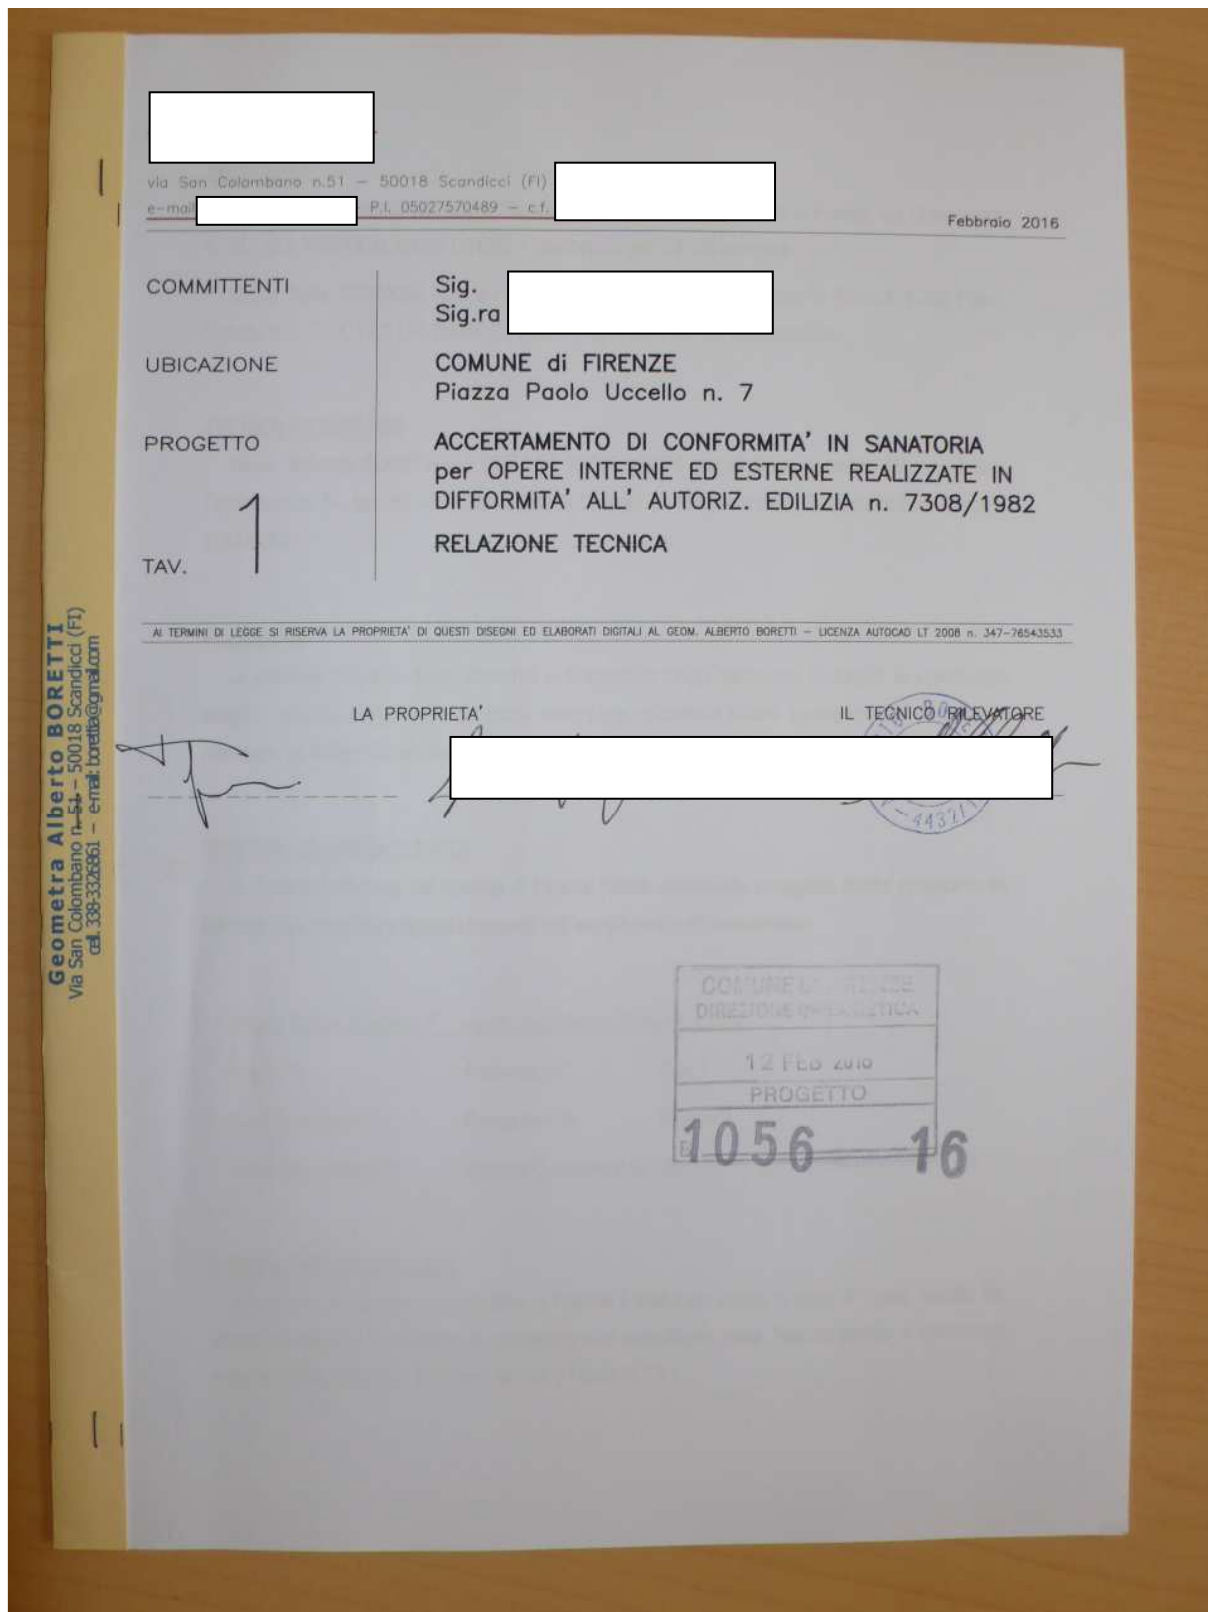 via San Colombano n.51 – 50018 Scandicci (FI)
e-mail P.I. 05027570489 – c.f.
Febbraio 2016
COMMITTENTI
Sig.
Sig.ra
UBICAZIONE
COMUNE di FIRENZE
Piazza Paolo Uccello n. 7
PROGETTO
ACCERTAMENTO DI CONFORMITA' IN SANATORIA
per OPERE INTERNE ED ESTERNE REALIZZATE IN
DIFFORMITA' ALL' AUTORIZ. EDILIZIA n. 7308/1982
RELAZIONE TECNICA
TAV. 1
AI TERMINI DI LEGGE SI RISERVA LA PROPRIETA' DI QUESTI DISEGNI ED ELABORATI DIGITALI AL GEOM. ALBERTO BORETTI – LICENZA AUTOCAD LT 2008 n. 347-76543533
LA PROPRIETA'
IL TECNICO RILEVATORE
4432/
COMUNE FIRENZE
DIREZIONE
12 FEB 2016
PROGETTO
1056 16
Geometra Alberto BORETTI
Via San Colombano n. 51 – 50018 Scandicci (FI)
cell. 338-3326861 – e-mail: boretta@gmail.com